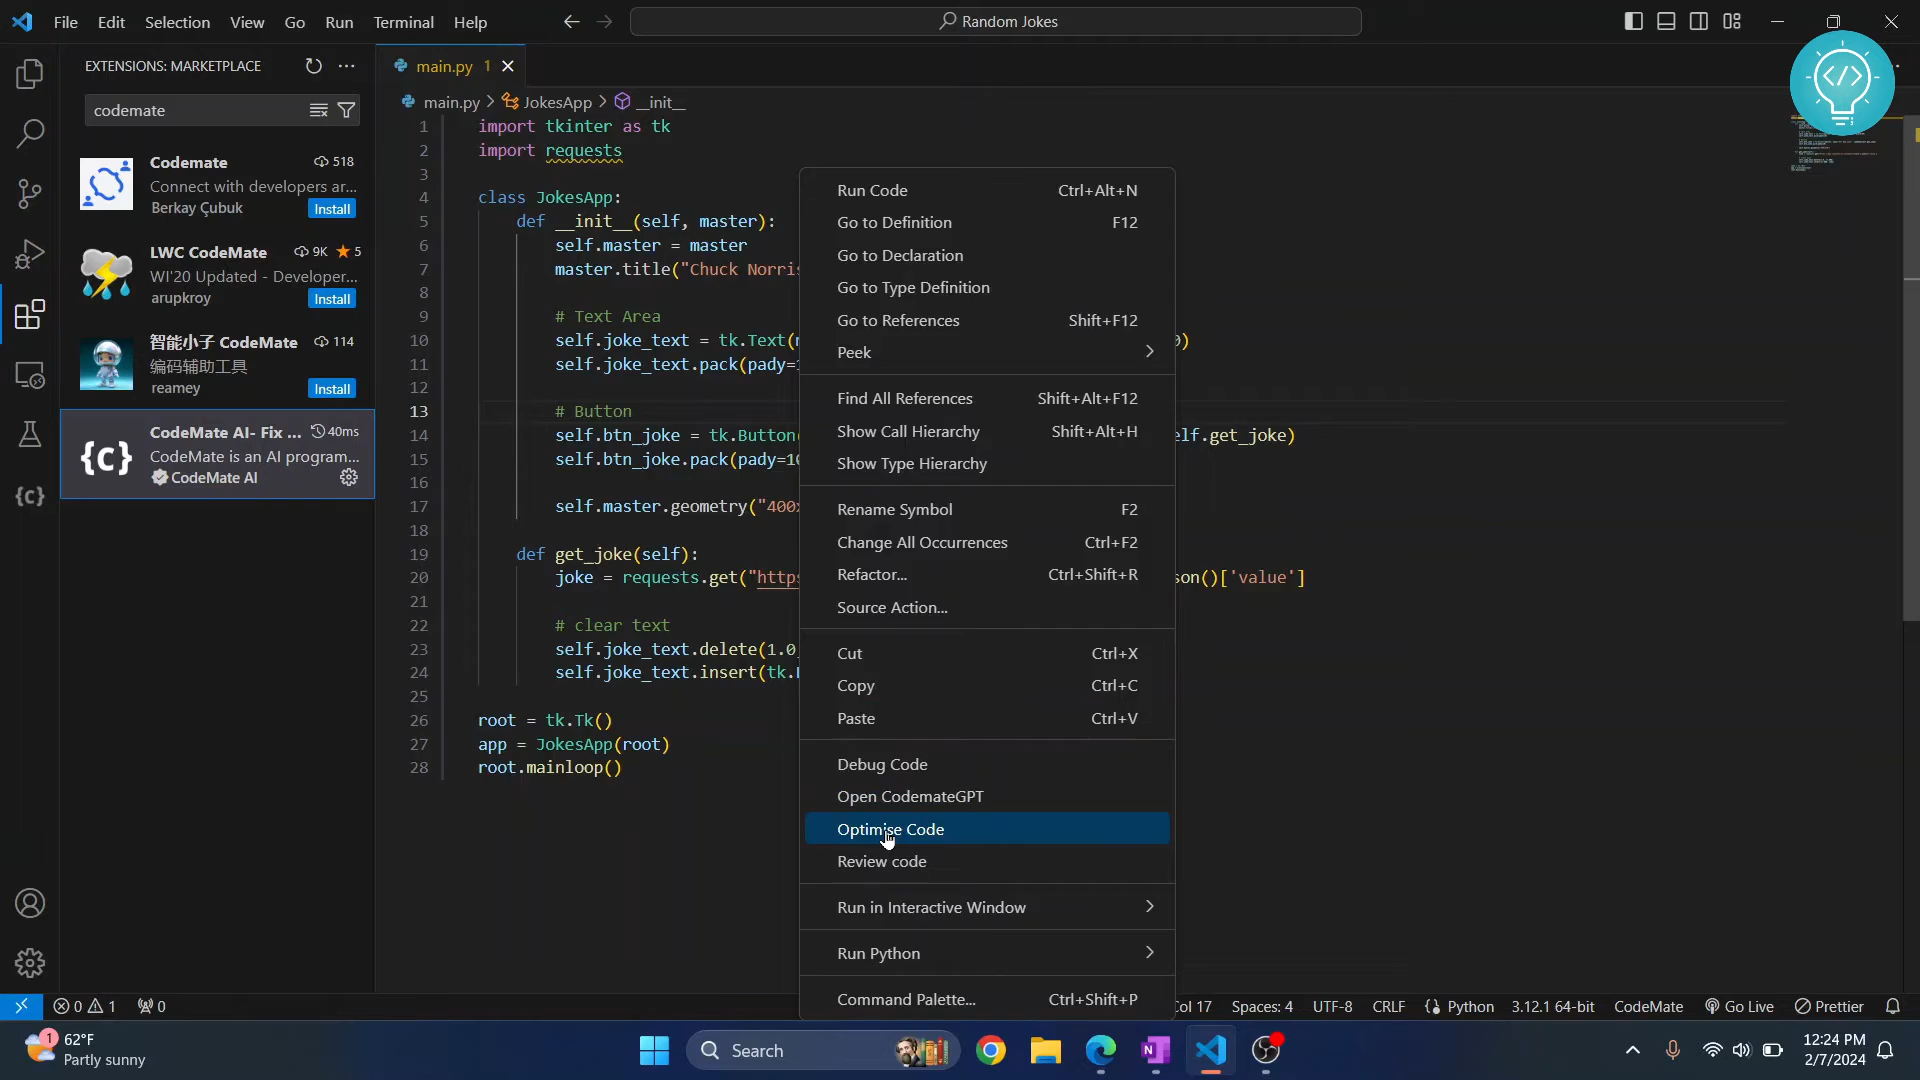 File Edit Selection View Go Run Terminal Help
Random Jokes
EXTENSIONS: MARKETPLACE
codemate
Codemate 518
Connect with developers ar...
Berkay Çubuk Install
LWC CodeMate 9K 5
WI'20 Updated - Developer...
arupkroy Install
智能小子 CodeMate 114
编码辅助工具
reamey Install
CodeMate AI- Fix ... 40ms
CodeMate is an AI program...
CodeMate AI
{c}
{c}
main.py 1
main.py > JokesApp > __init__
1 import tkinter as tk
2 import requests
3
4 class JokesApp:
5 def __init__(self, master):
6 self.master = master
7 master.title("Chuck Norris
8
9 # Text Area
10 self.joke_text = tk.Text( )
11 self.joke_text.pack(pady=
12
13 # Button
14 self.btn_joke = tk.Button( elf.get_joke)
15 self.btn_joke.pack(pady=10
16
17 self.master.geometry("400x
18
19 def get_joke(self):
20 joke = requests.get("https son()['value']
21
22 # clear text
23 self.joke_text.delete(1.0
24 self.joke_text.insert(tk.
25
26 root = tk.Tk()
27 app = JokesApp(root)
28 root.mainloop()
Run Code Ctrl+Alt+N
Go to Definition F12
Go to Declaration
Go to Type Definition
Go to References Shift+F12
Peek
Find All References Shift+Alt+F12
Show Call Hierarchy Shift+Alt+H
Show Type Hierarchy
Rename Symbol F2
Change All Occurrences Ctrl+F2
Refactor... Ctrl+Shift+R
Source Action...
Cut Ctrl+X
Copy Ctrl+C
Paste Ctrl+V
Debug Code
Open CodemateGPT
Optimise Code
Review code
Run in Interactive Window
Run Python
Command Palette... Ctrl+Shift+P
0 1 0
Col 17 Spaces: 4 UTF-8 CRLF Python 3.12.1 64-bit CodeMate Go Live Prettier
1 62°F
Partly sunny
Search
12:24 PM
2/7/2024